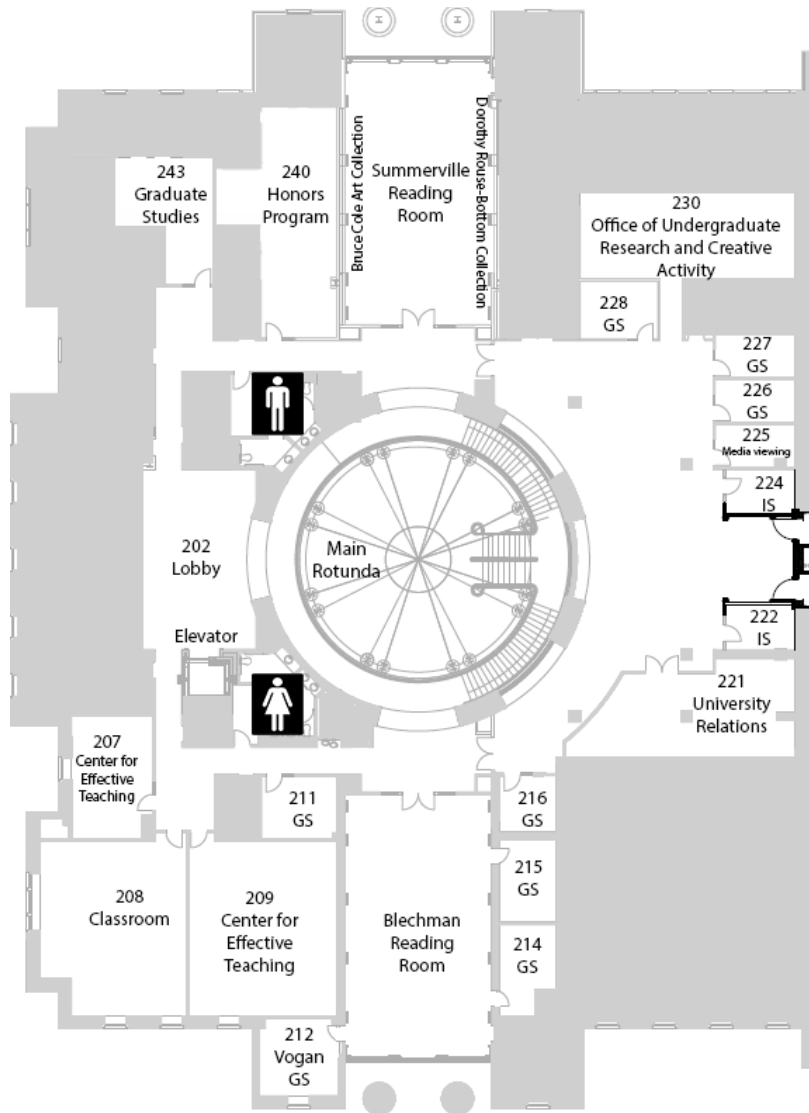 H
H
243
Graduate
Studies
240
Honors
Program
Bruce Cole Art Collection
Summerville
Reading
Room
Dorothy Rouse-Bottom Collection
230
Office of Undergraduate
Research and Creative
Activity
228
GS
227
GS
226
GS
225
Media viewing
224
IS
202
Lobby
Main
Rotunda
Elevator
222
IS
221
University
Relations
207
Center for
Effective
Teaching
211
GS
216
GS
208
Classroom
209
Center for
Effective
Teaching
Blechman
Reading
Room
215
GS
214
GS
212
Vogan
GS